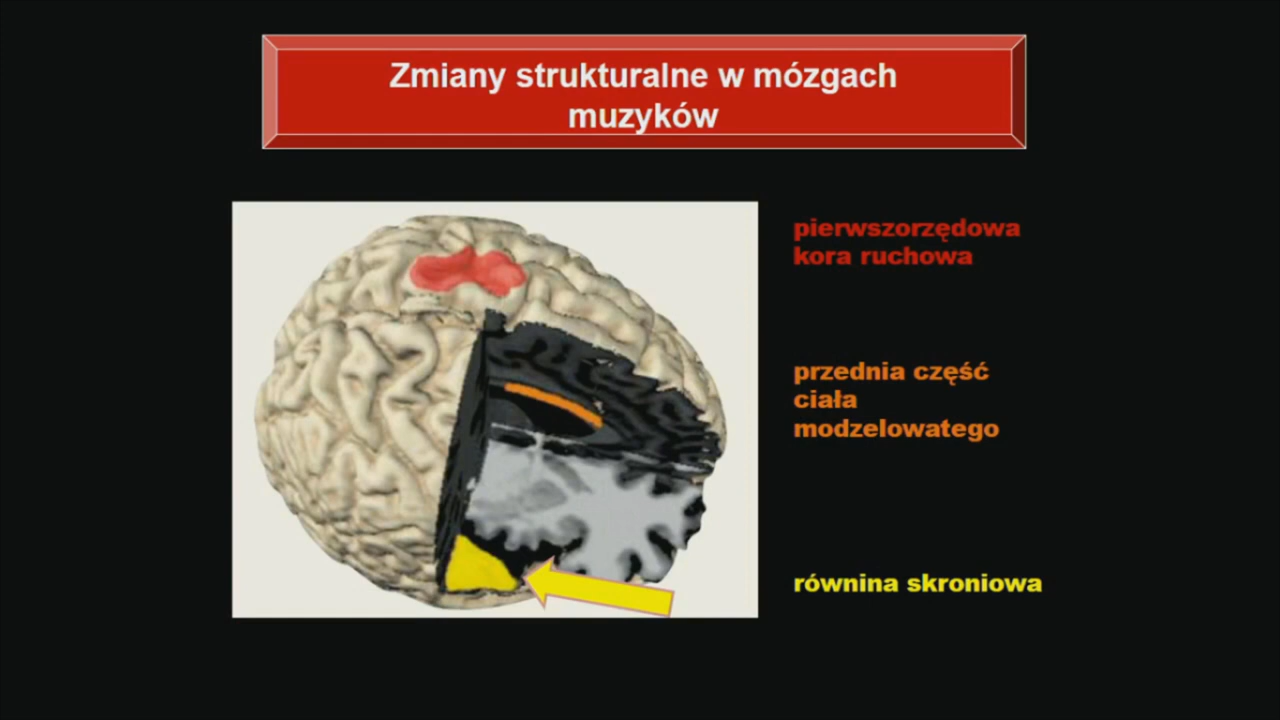 Zmiany strukturalne w mózgach
muzyków
pierwszorzędowa
kora ruchowa
przednia część
ciała
modzelowatego
równina skroniowa